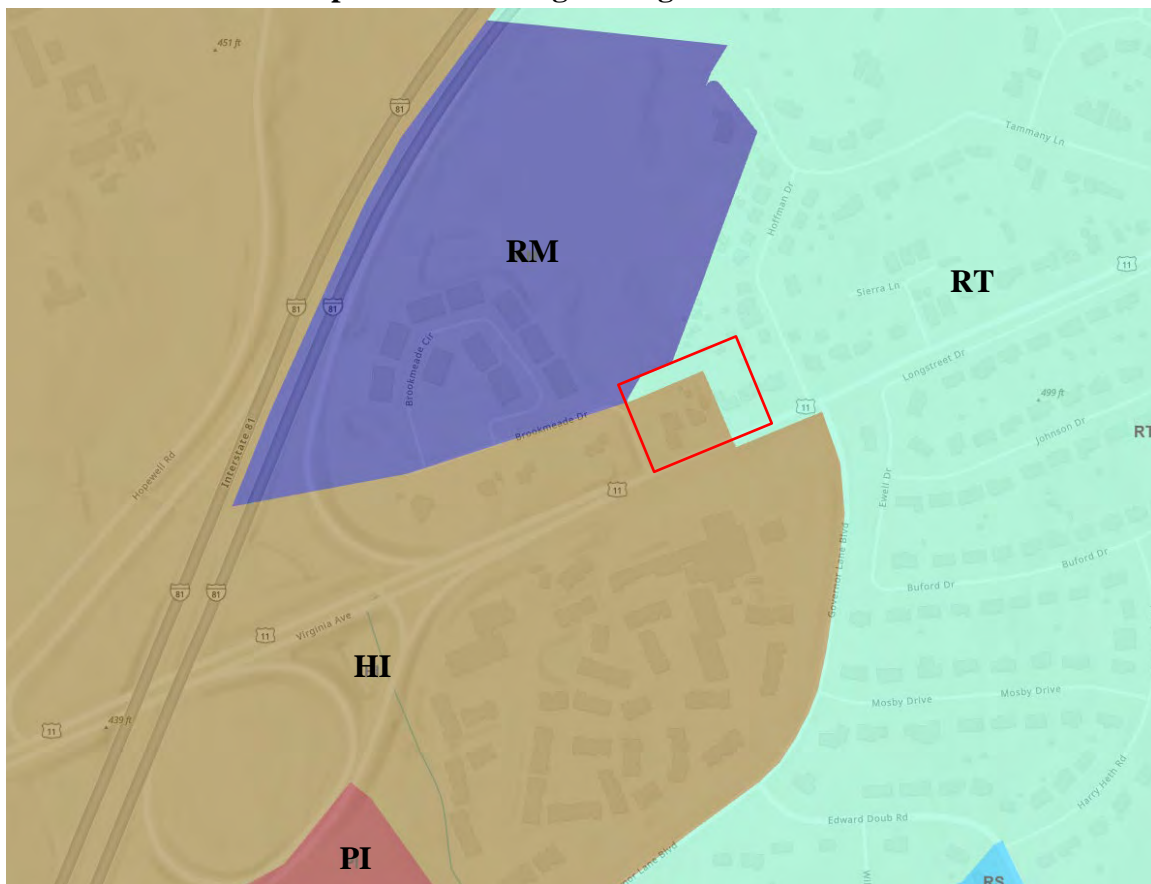 451 ft
81
Tammany Ln
Hoffman Dr
RM
11
RT
Sierra Ln
81
81
Longstreet Dr
Brookmeade Cir
499 ft
11
Brookmeade Dr
Johnson Dr
RT
Interstate 81
Hopewell Rd
Ewell Dr
11
Governor Lane Blvd
Buford Dr
Buford Dr
81
81
Virginia Ave
11
HI
Mosby Drive
Mosby Drive
439 ft
11
Harry Heth Rd
Edward Doub Rd
PI
RS